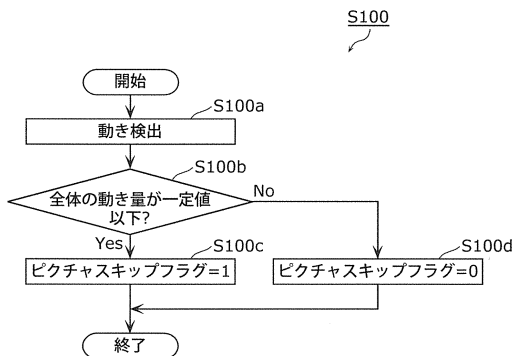 S100
開始
S100a
動き検出
S100b
全体の動き量が一定値
以下?
No
Yes
S100c
ピクチャスキップフラグ=1
S100d
ピクチャスキップフラグ=0
終了